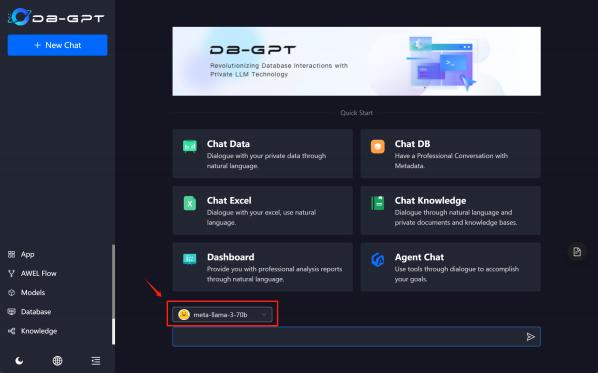 DB-GPT
+ New Chat
DB-GPT
Revolutionizing Database Interactions with
Private LLM Technology
Quick Start
Chat Data
Dialogue with your private data through
natural language.
Chat DB
Have a Professional Conversation with
Metadata.
Chat Excel
Dialogue with your excel, use natural
language.
Chat Knowledge
Dialogue through natural language and
private documents and knowledge bases.
Dashboard
Provide you with professional analysis reports
through natural language.
Agent Chat
Use tools through dialogue to accomplish
your goals.
App
AWEL Flow
Models
Database
Knowledge
meta-llama-3-70b